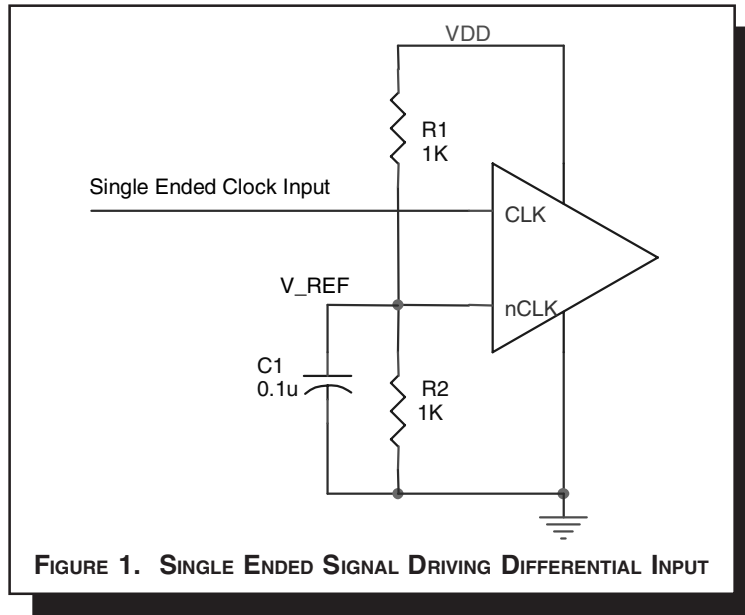 VDD
R1
1K
Single Ended Clock Input
CLK
V_REF
nCLK
C1
0.1u
R2
1K
FIGURE 1. SINGLE ENDED SIGNAL DRIVING DIFFERENTIAL INPUT